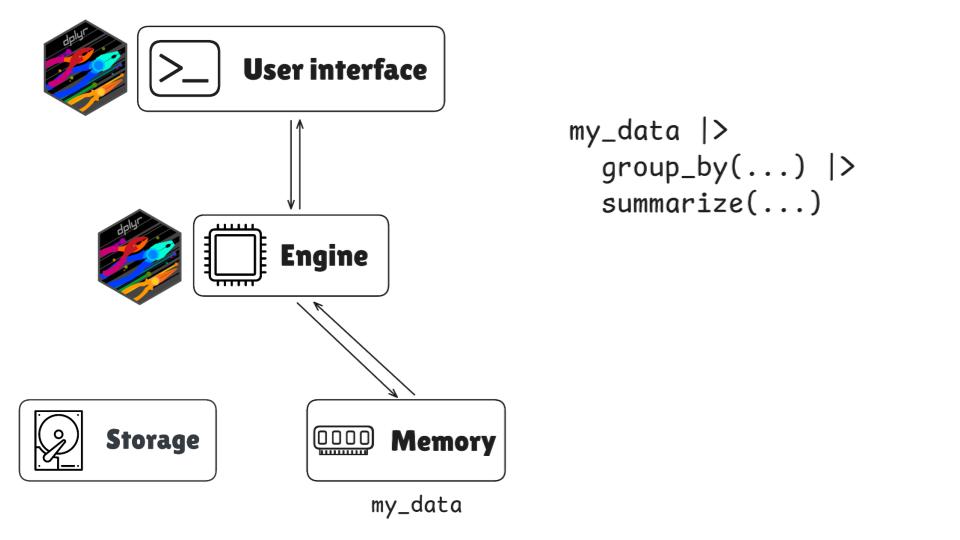 dplyr
>_ User interface
my_data |>
group_by(...) |>
summarize(...)
dplyr
Engine
Storage
Memory
my_data